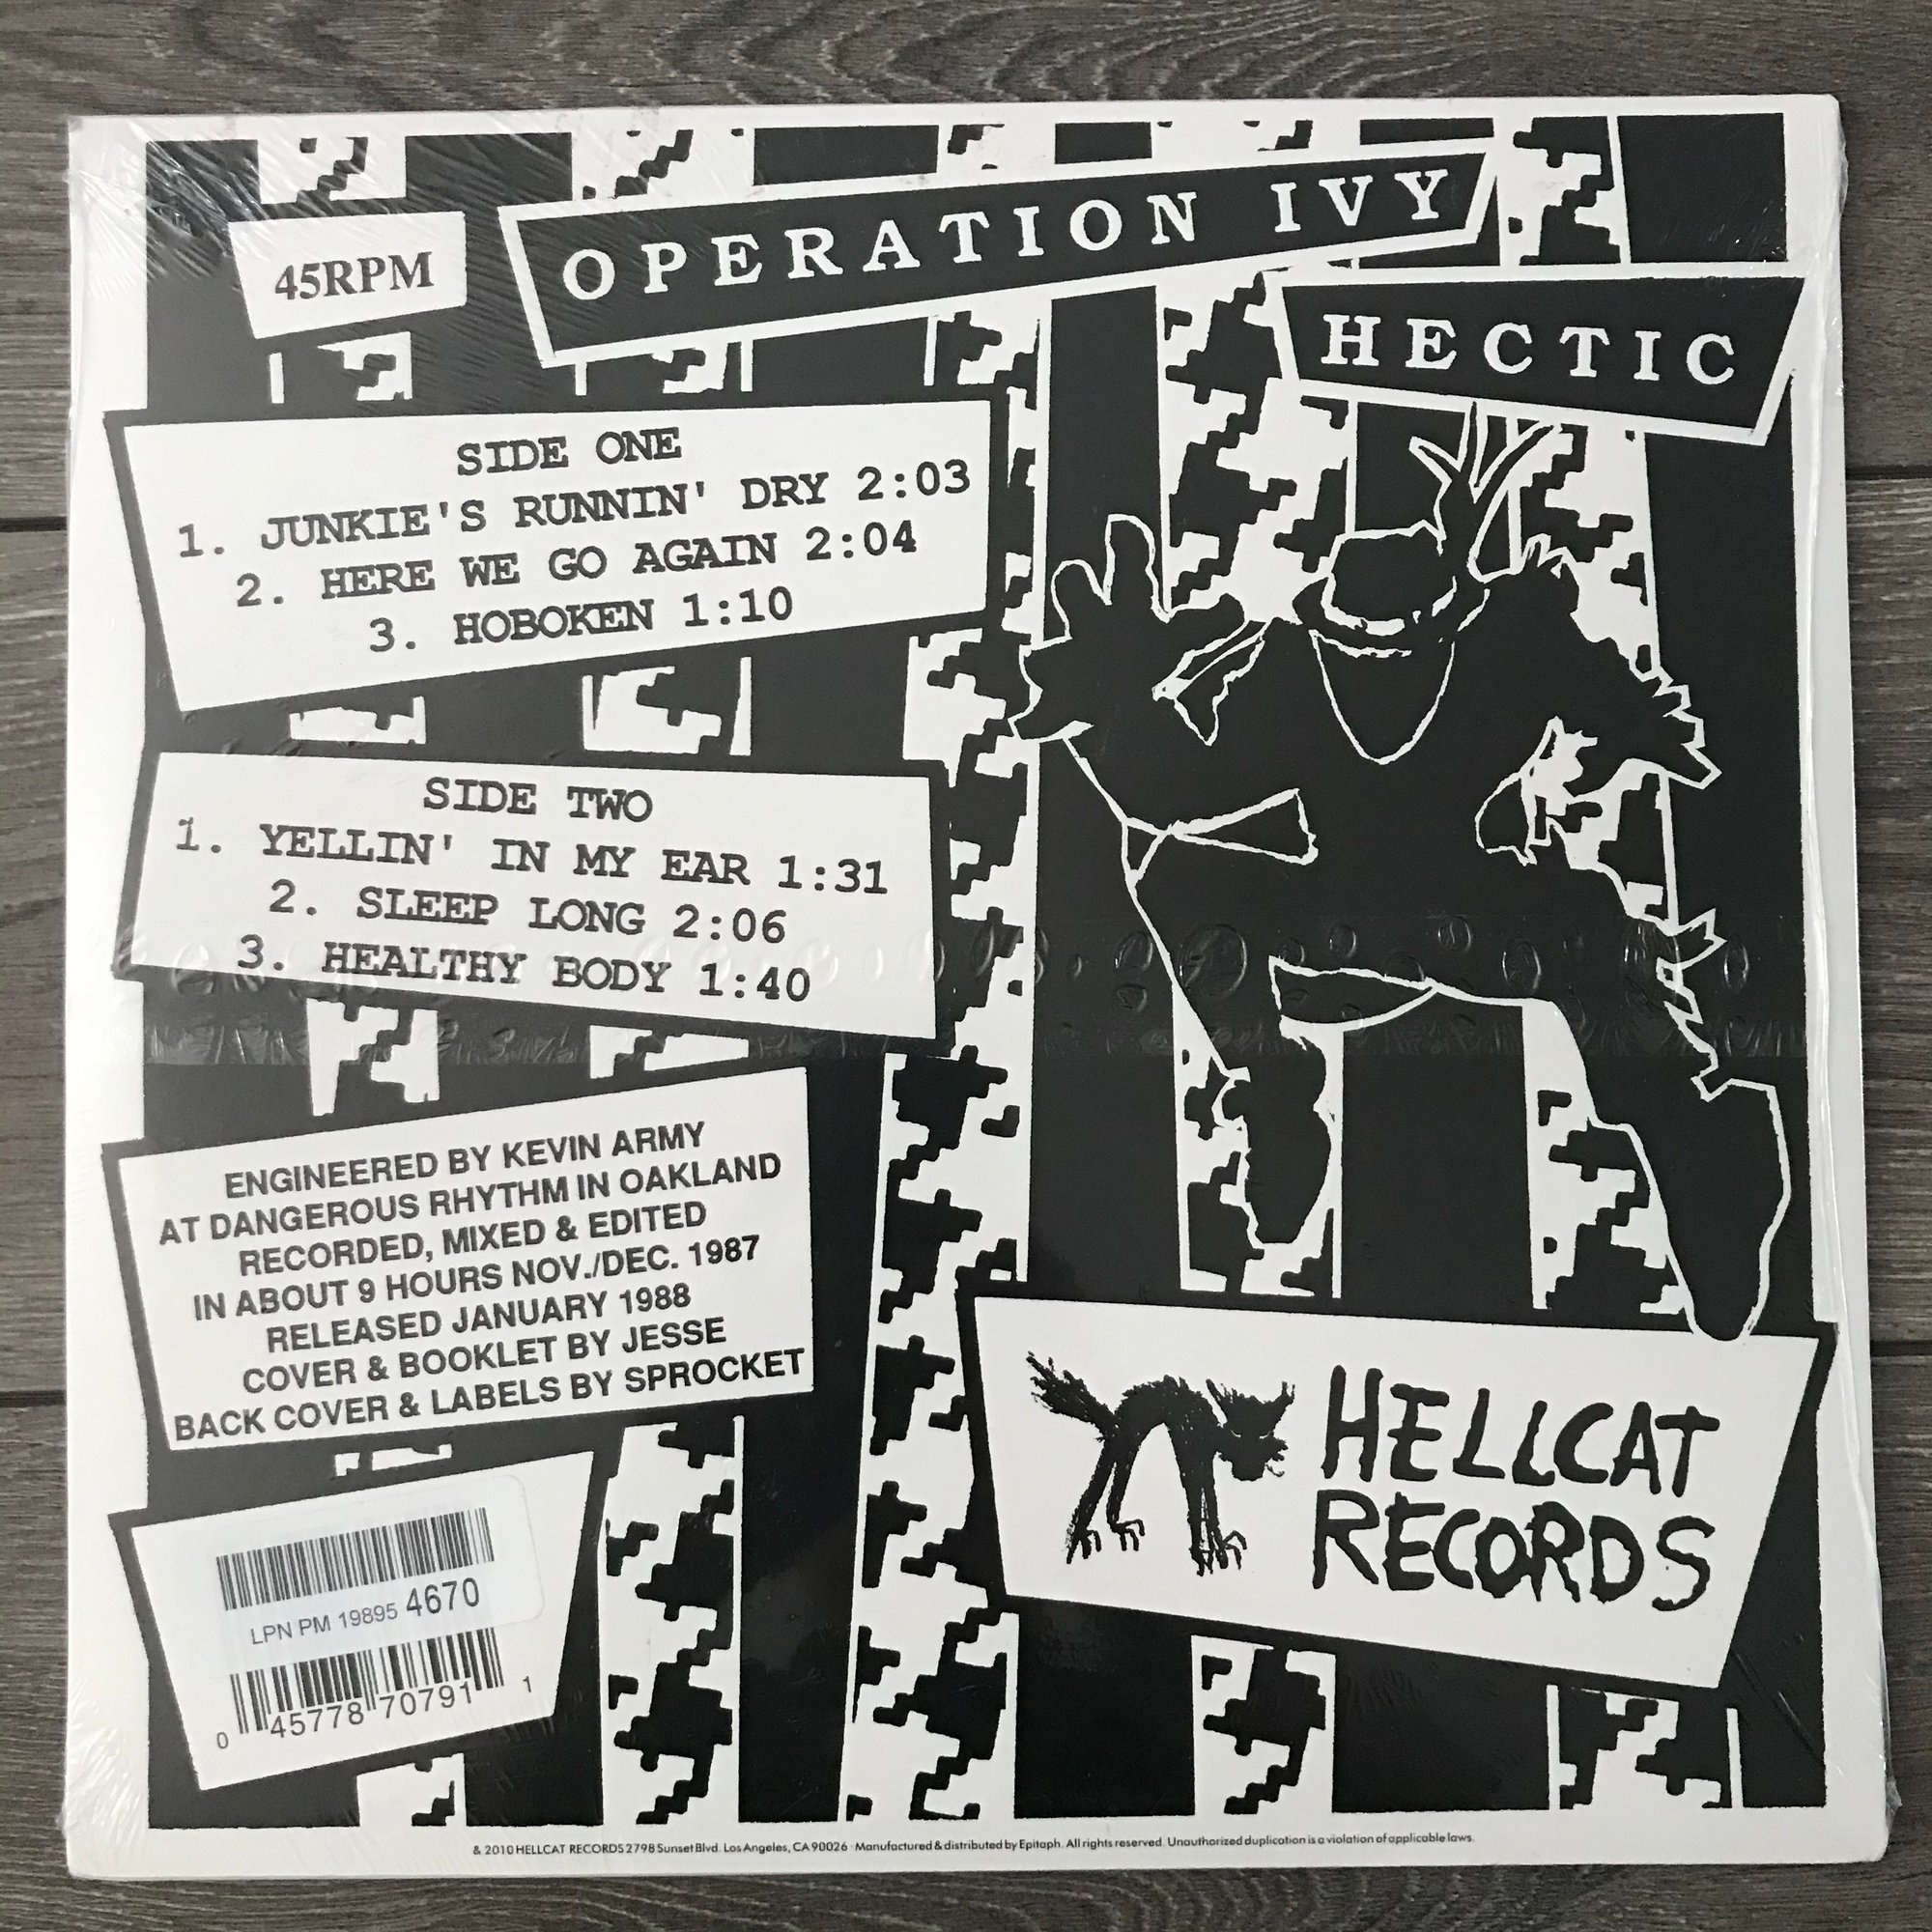 45RPM
OPERATION IVY
HECTIC
SIDE ONE
1. JUNKIE'S RUNNIN' DRY 2:03
2. HERE WE GO AGAIN 2:04
3. HOBOKEN 1:10
SIDE TWO
1. YELLIN' IN MY EAR 1:31
2. SLEEP LONG 2:06
3. HEALTHY BODY 1:40
ENGINEERED BY KEVIN ARMY
AT DANGEROUS RHYTHM IN OAKLAND
RECORDED, MIXED & EDITED
IN ABOUT 9 HOURS NOV./DEC. 1987
RELEASED JANUARY 1988
COVER & BOOKLET BY JESSE
BACK COVER & LABELS BY SPROCKET
HELLCAT
RECORDS
LPN PM 19895 4670
0 45778 70791 1
& 2010 HELLCAT RECORDS 2798 Sunset Blvd. Los Angeles, CA 90026 · Manufactured & distributed by Epitaph. All rights reserved. Unauthorized duplication is a violation of applicable laws.